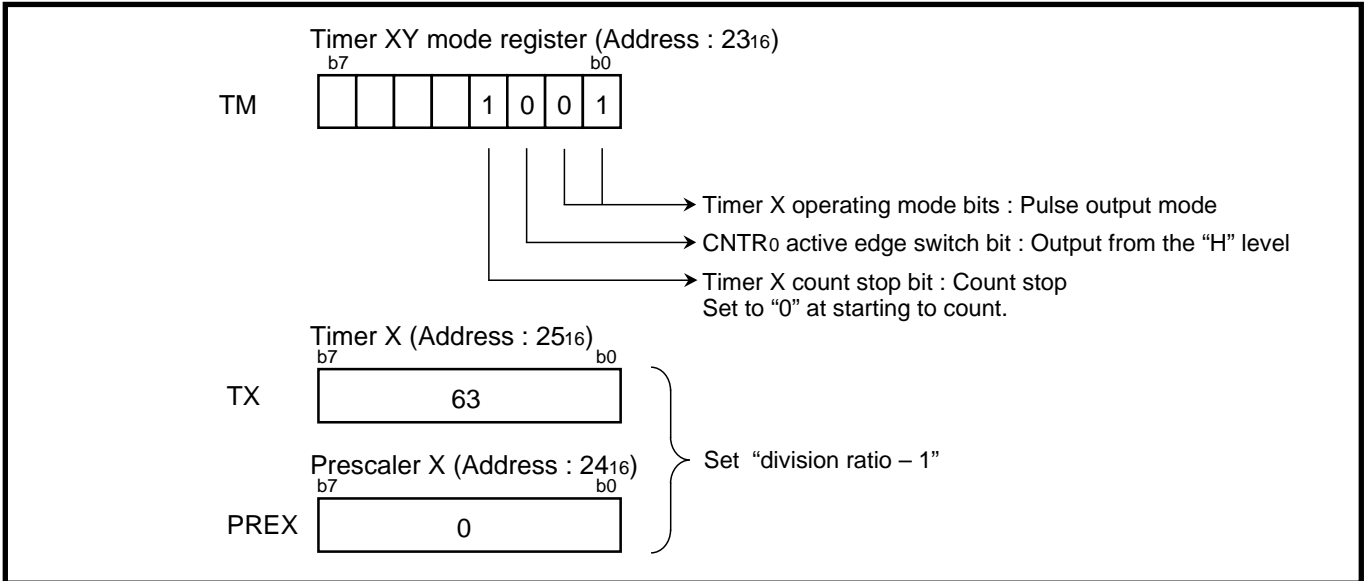 Timer XY mode register (Address : 2316)
b7 b0
TM 1 0 0 1
Timer X operating mode bits : Pulse output mode
CNTR0 active edge switch bit : Output from the “H” level
Timer X count stop bit : Count stop
Set to “0” at starting to count.
Timer X (Address : 2516)
b7 b0
TX 63
Set “division ratio – 1”
Prescaler X (Address : 2416)
b7 b0
PREX 0